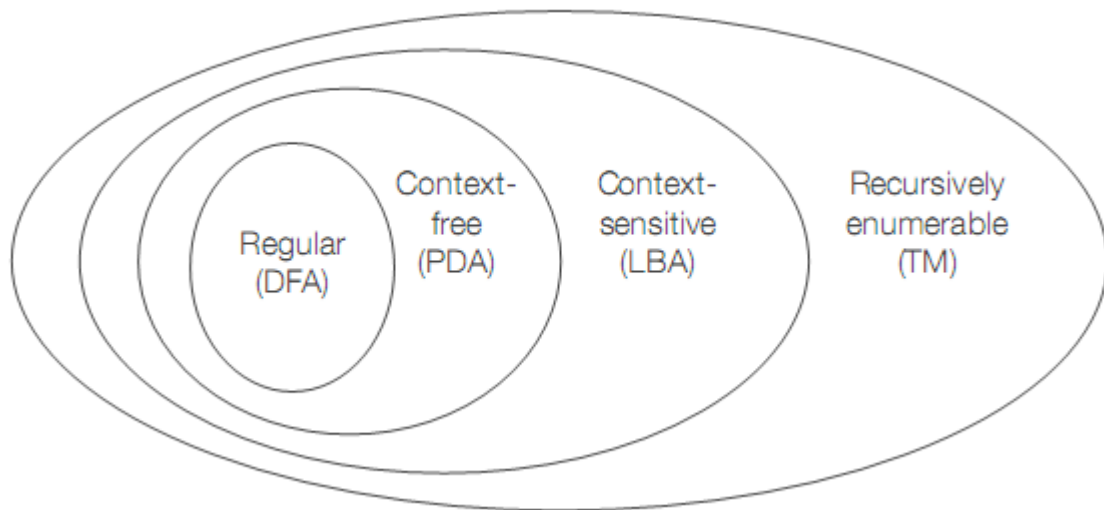 Regular
(DFA)
Context-
free
(PDA)
Context-
sensitive
(LBA)
Recursively
enumerable
(TM)